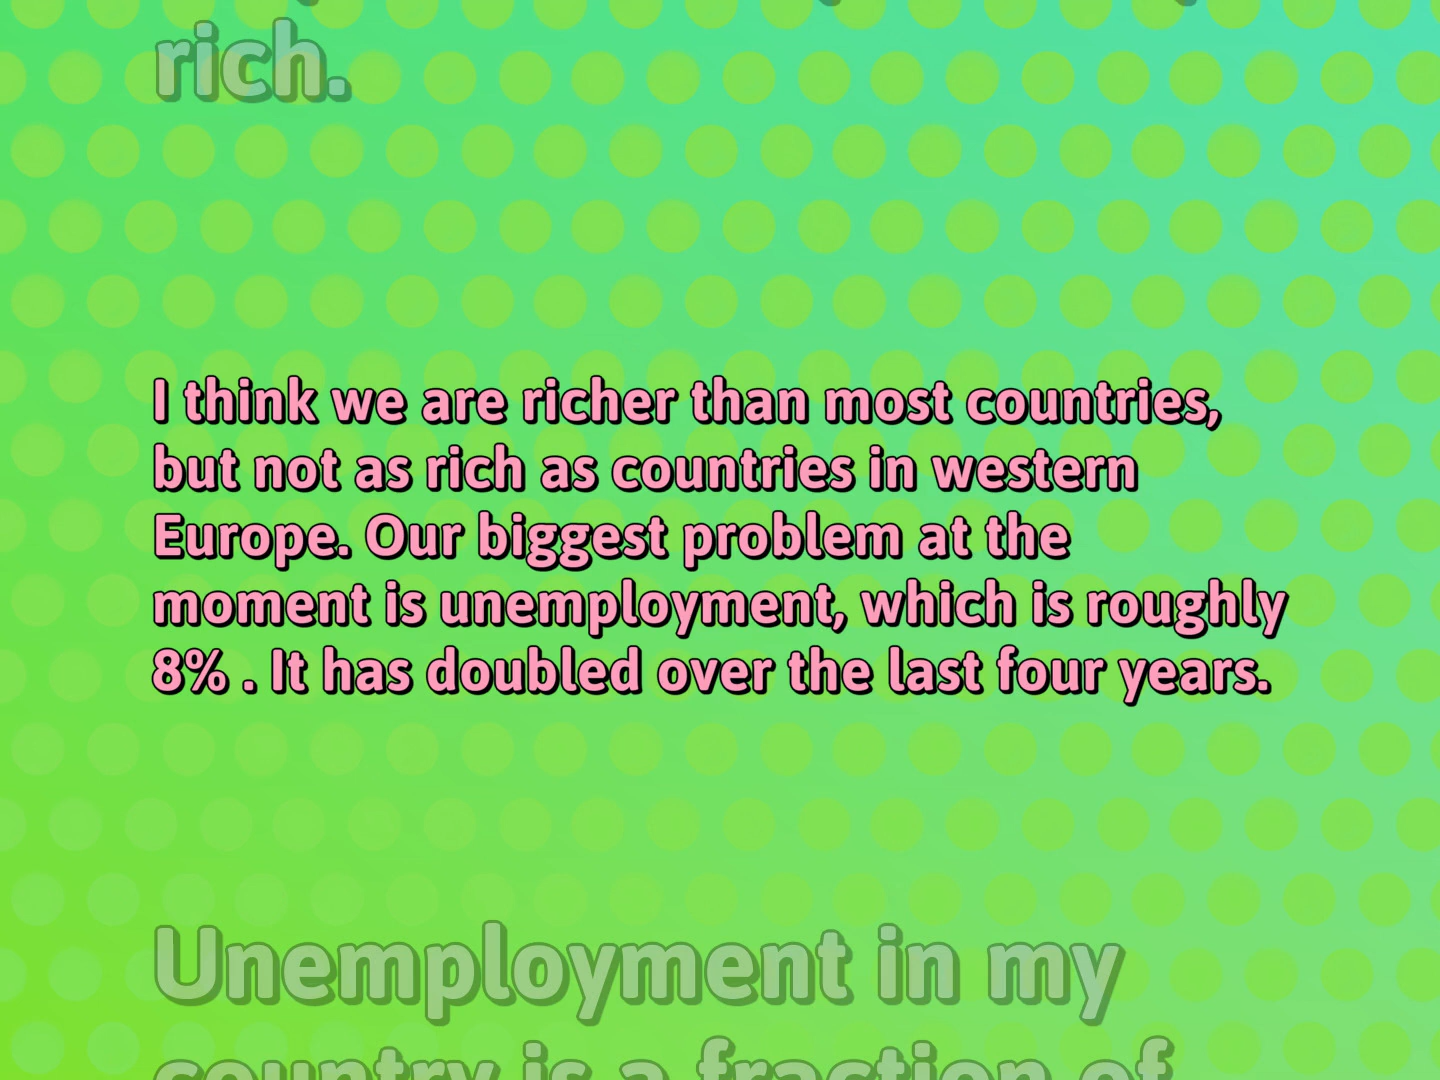 rich.
I think we are richer than most countries,
but not as rich as countries in western
Europe. Our biggest problem at the
moment is unemployment, which is roughly
8% . It has doubled over the last four years.
Unemployment in my
country is a fraction of